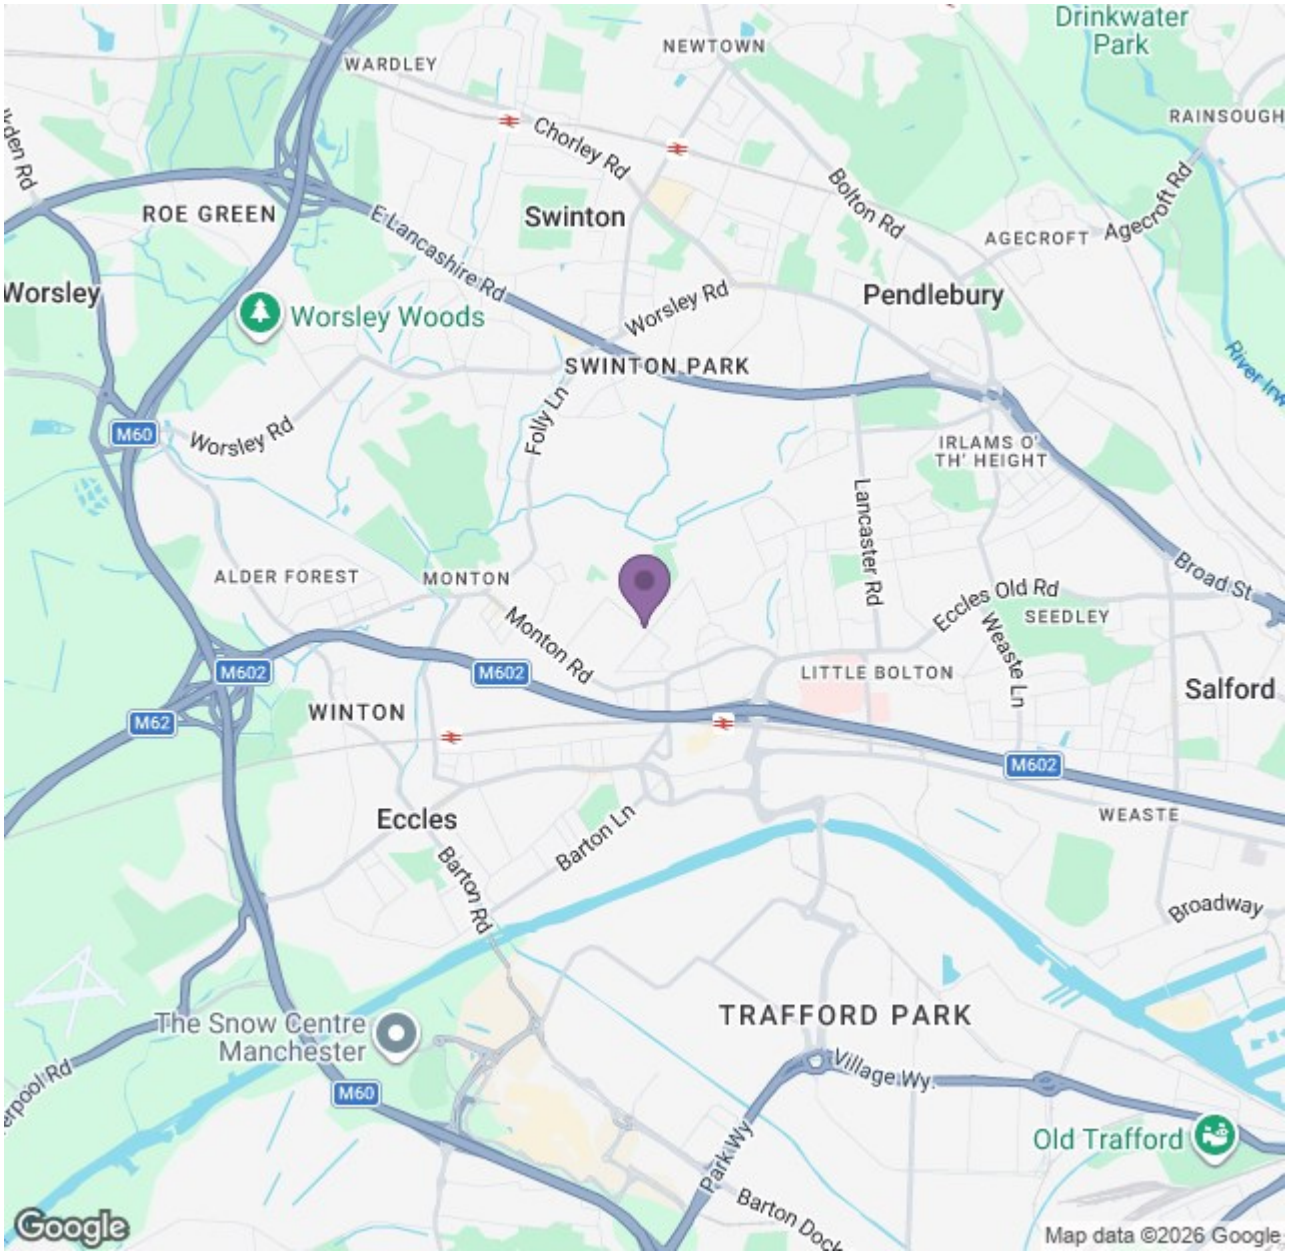 Drinkwater
Park
NEWTOWN
WARDLEY
RAINSOUGH
Chorley Rd
Bolton Rd
Agecroft Rd
ROE GREEN
E Lancashire Rd
Swinton
AGECROFT
Worsley
Worsley Rd
Pendlebury
Worsley Woods
SWINTON PARK
River Irw
Folly Ln
M60
Worsley Rd
IRLAMS O'
TH' HEIGHT
Lancaster Rd
Broad St
ALDER FOREST
MONTON
Eccles Old Rd
SEEDLEY
Monton Rd
Weaste Ln
M602
M602
LITTLE BOLTON
Salford
WINTON
M62
M602
Eccles
WEASTE
Barton Ln
Barton Rd
Broadway
TRAFFORD PARK
The Snow Centre
Manchester
Village Wy.
erpool Rd
M60
Park Wy
Old Trafford
Barton Dock
Google
Map data ©2026 Google